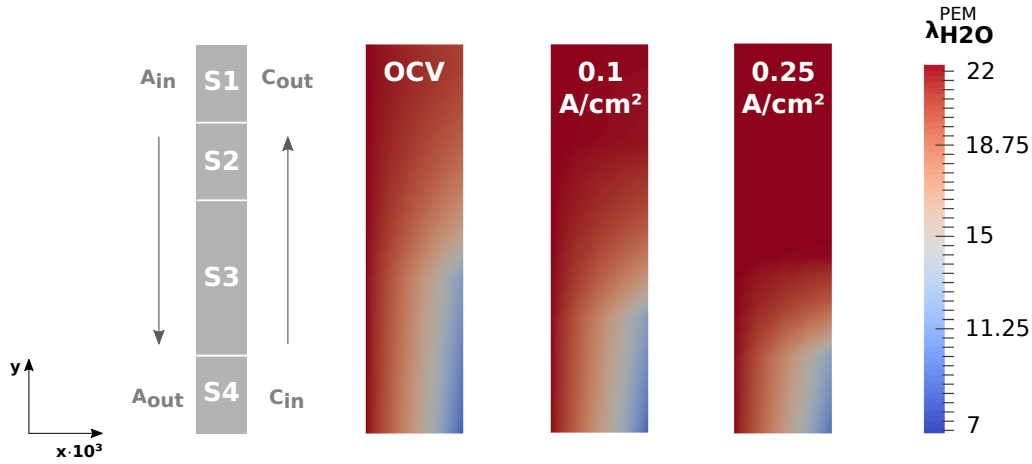 PEM
λH2O
Ain
S1
Cout
OCV
0.1
A/cm²
0.25
A/cm²
22
S2
18.75
S3
15
11.25
y
Aout
S4
Cin
7
x·10³